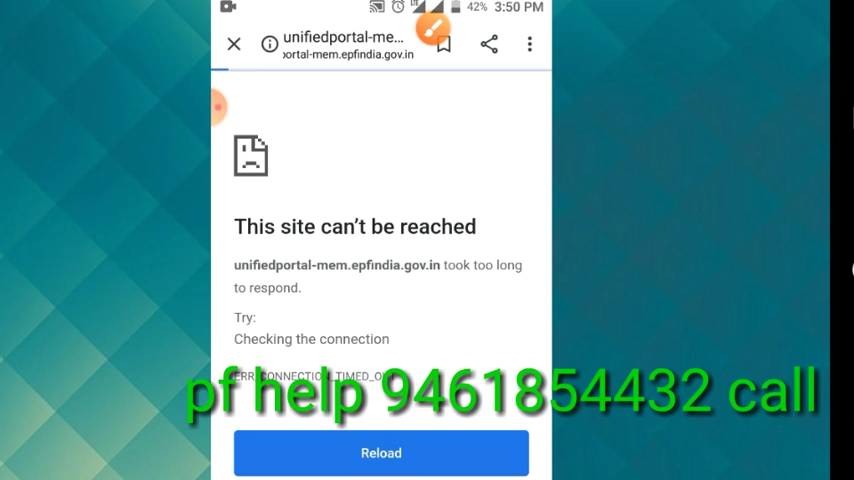 42% 3:50 PM
unifiedportal-me...
portal-mem.epfindia.gov.in
This site can't be reached
unifiedportal-mem.epfindia.gov.in took too long
to respond.
Try:
Checking the connection
pf help 9461854432 call
Reload